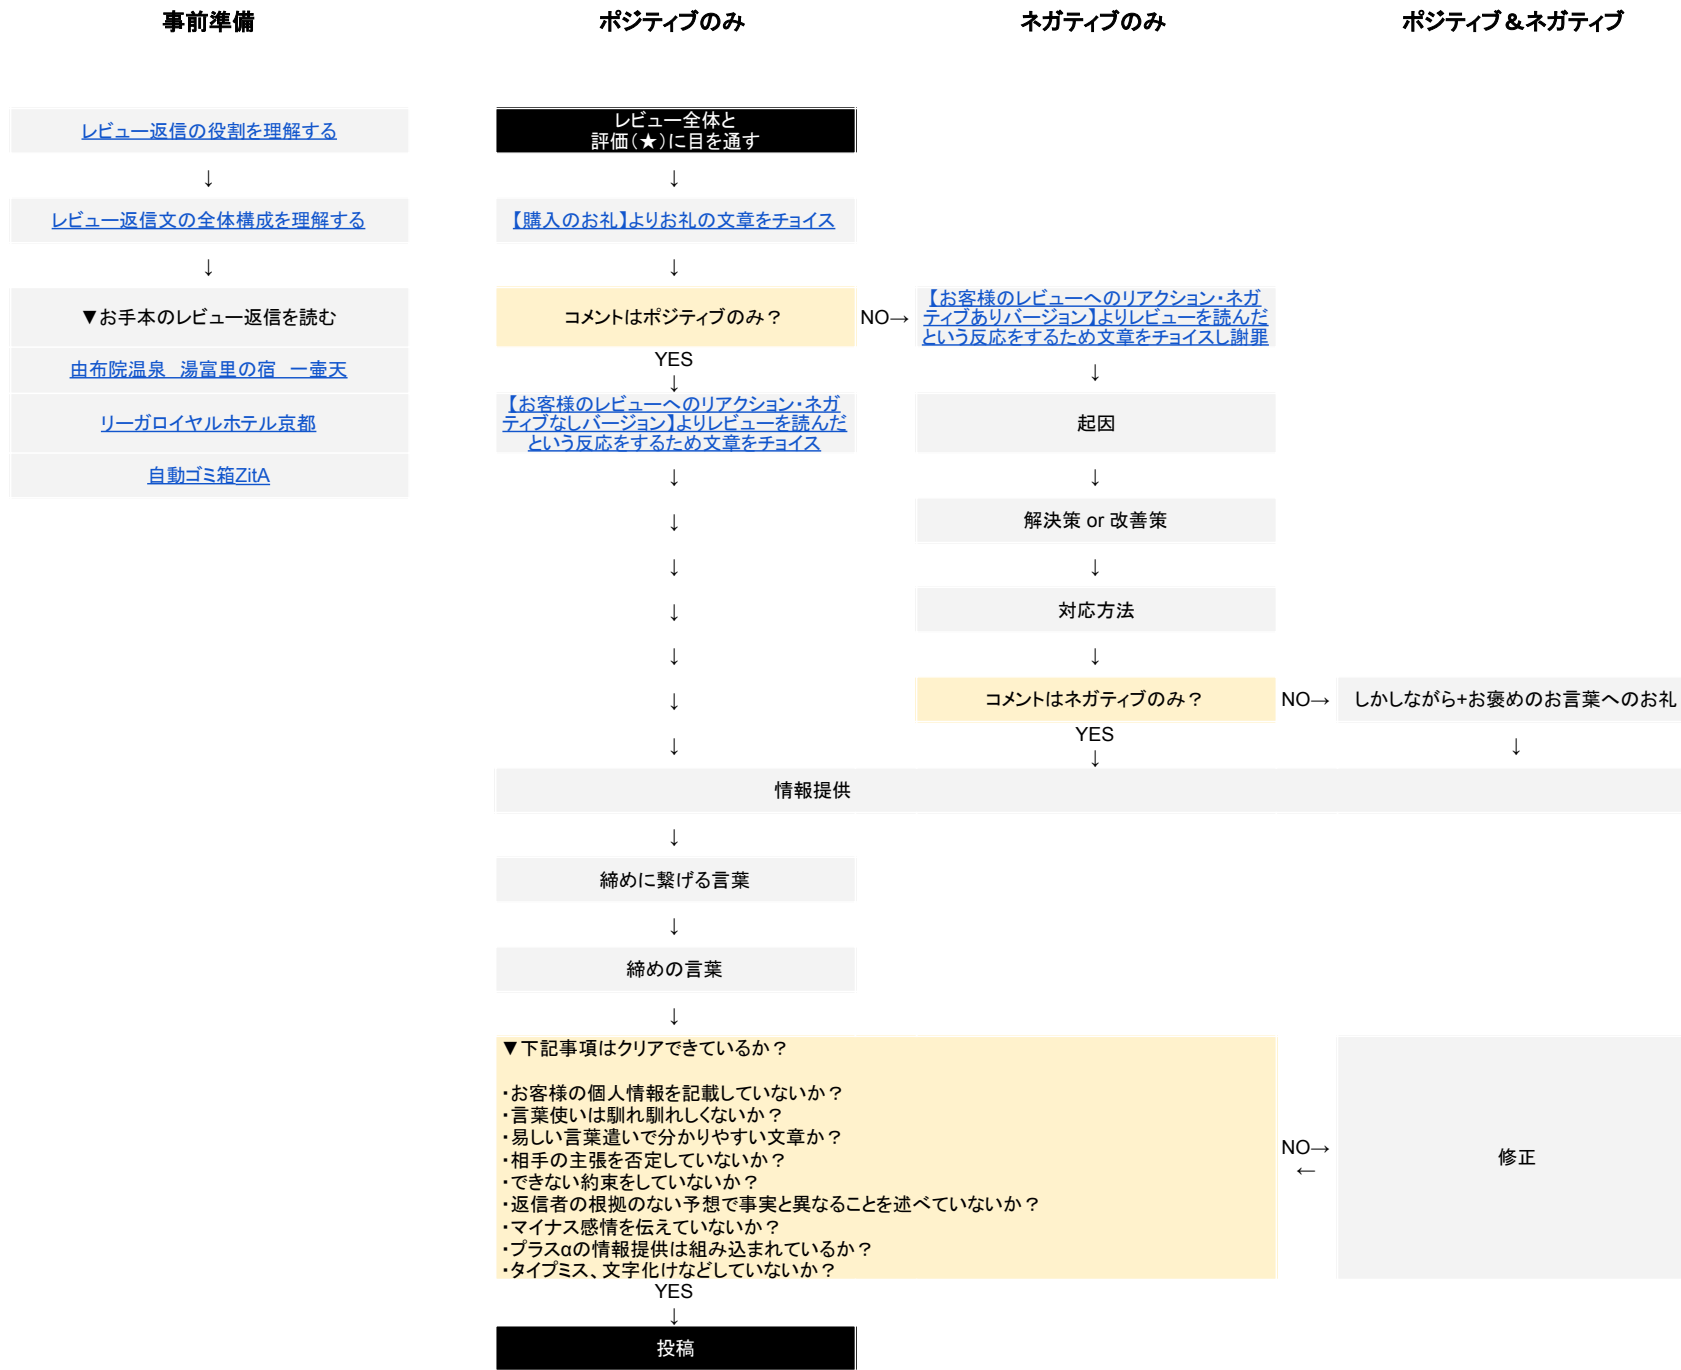 事前準備
ポジティブのみ
ネガティブのみ
ポジティブ＆ネガティブ
レビュー返信の役割を理解する
↓
レビュー返信文の全体構成を理解する
↓
▼お手本のレビュー返信を読む
由布院温泉　湯富里の宿　一壷天
リーガロイヤルホテル京都
自動ゴミ箱ZitA
レビュー全体と
評価（★）に目を通す
↓
【購入のお礼】よりお礼の文章をチョイス
↓
コメントはポジティブのみ？
NO→
YES
↓
【お客様のレビューへのリアクション・ネガ
ティブなしバージョン】よりレビューを読んだ
という反応をするため文章をチョイス
↓
↓
↓
↓
↓
↓
↓
【お客様のレビューへのリアクション・ネガ
ティブありバージョン】よりレビューを読んだ
という反応をするため文章をチョイスし謝罪
↓
起因
↓
解決策 or 改善策
↓
対応方法
↓
コメントはネガティブのみ？
NO→
しかしながら+お褒めのお言葉へのお礼
YES
↓
↓
情報提供
↓
締めに繋げる言葉
↓
締めの言葉
↓
▼下記事項はクリアできているか？
・お客様の個人情報を記載していないか？
・言葉使いは馴れ馴れしくないか？
・易しい言葉遣いで分かりやすい文章か？
・相手の主張を否定していないか？
・できない約束をしていないか？
・返信者の根拠のない予想で事実と異なることを述べていないか？
・マイナス感情を伝えていないか？
・プラスαの情報提供は組み込まれているか？
・タイプミス、文字化けなどしていないか？
NO→
←
修正
YES
↓
投稿